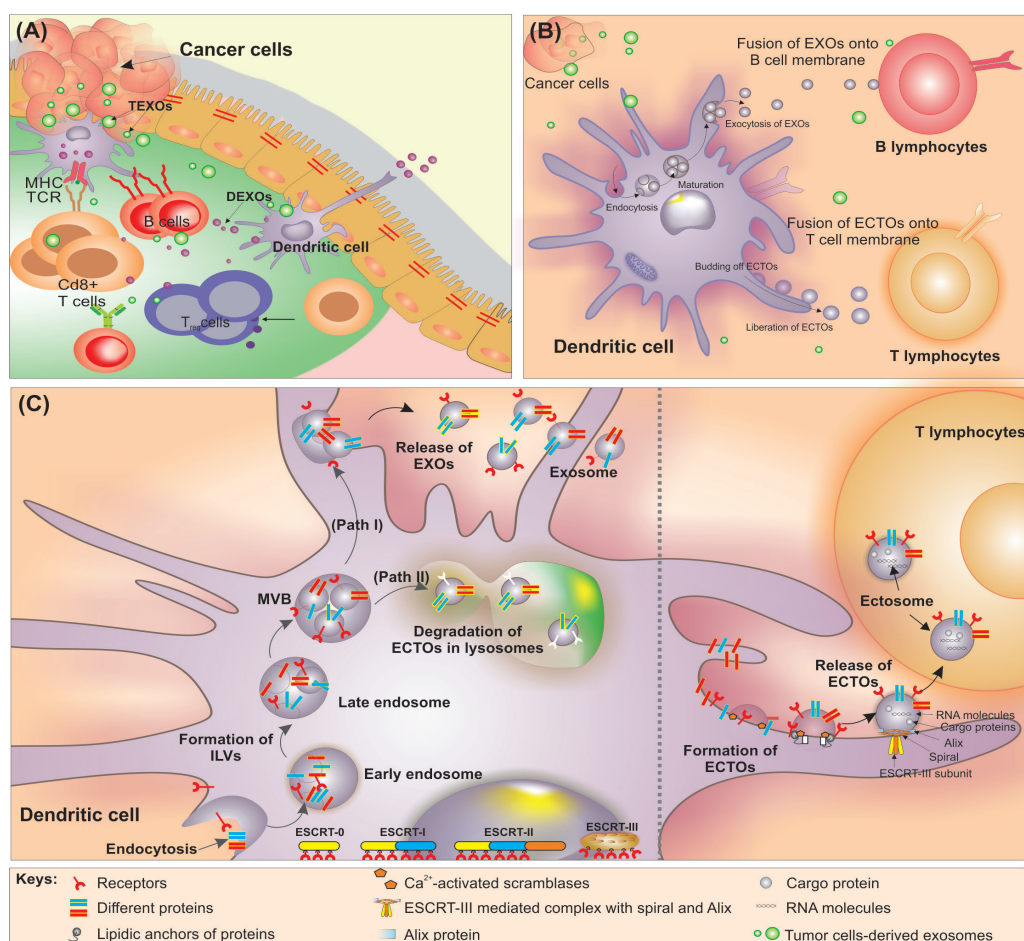 (A)
Cancer cells
TEXOs
MHC
TCR
B cells
DEXOs
Dendritic cell
Cd8+
T cells
Treg cells
(B)
Cancer cells
Fusion of EXOs onto
B cell membrane
Exocytosis of EXOs
B lymphocytes
Maturation
Endocytosis
Fusion of ECTOs onto
T cell membrane
Budding off ECTOs
Liberation of ECTOs
Dendritic cell
T lymphocytes
(C)
Release of
EXOs
Exosome
(Path I)
(Path II)
MVB
Degradation of
ECTOs in lysosomes
Late endosome
Formation of
ILVs
Early endosome
Dendritic cell
Endocytosis
ESCRT-0
ESCRT-I
ESCRT-II
ESCRT-III
T lymphocytes
Ectosome
Release of
ECTOs
RNA molecules
Cargo proteins
Alix
Spiral
ESCRT-III subunit
Formation of
ECTOs
Keys:
Receptors
Ca2+-activated scramblases
Cargo protein
Different proteins
ESCRT-III mediated complex with spiral and Alix
RNA molecules
Lipidic anchors of proteins
Alix protein
Tumor cells-derived exosomes